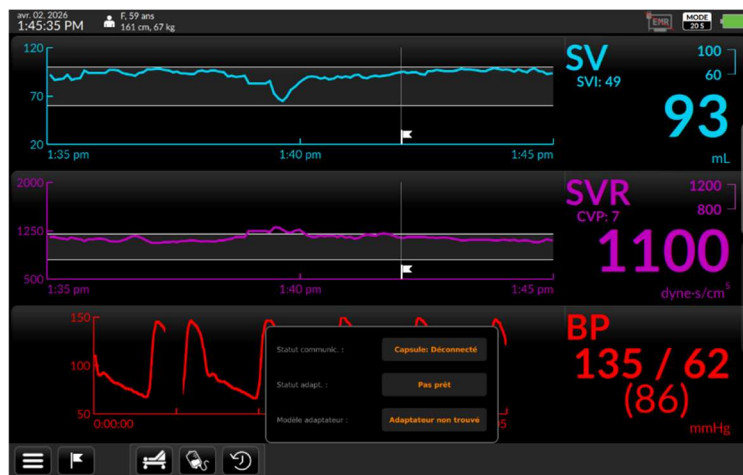 avr. 02, 2026
1:45:35 PM
F, 59 ans
161 cm, 67 kg
EMR
MODE
20 S
120
70
20
1:35 pm
1:40 pm
1:45 pm
SV
SVI: 49
100
60
93
mL
2000
1250
500
1:35 pm
1:40 pm
1:45 pm
SVR
CVP: 7
1200
800
1100
dyne-s/cm5
150
50
0:00:00
05
BP
135 / 62
(86)
mmHg
Statut communic. :
Capsule: Déconnecté
Statut adapt. :
Pas prêt
Modèle adaptateur :
Adaptateur non trouvé